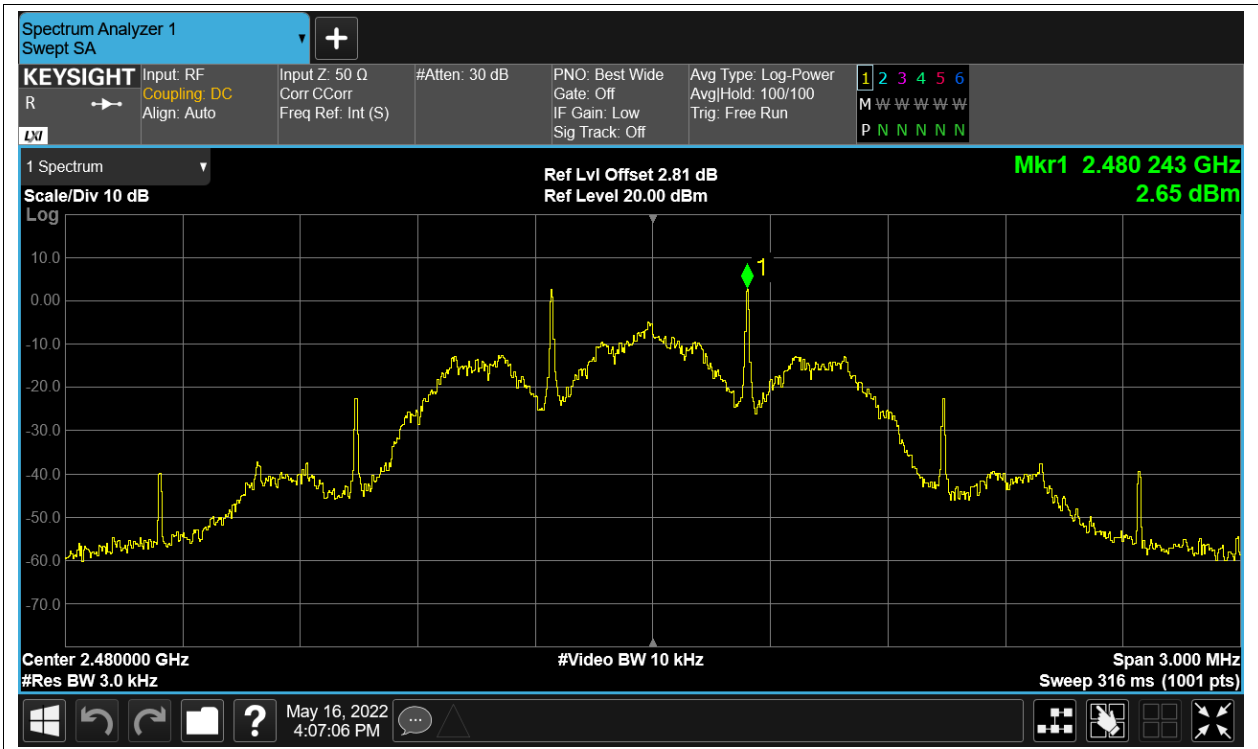 Spectrum Analyzer 1
Swept SA
KEYSIGHT
R
LXI
Input: RF
Coupling: DC
Align: Auto
Input Z: 50 Ω
Corr CCorr
Freq Ref: Int (S)
#Atten: 30 dB
PNO: Best Wide
Gate: Off
IF Gain: Low
Sig Track: Off
Avg Type: Log-Power
Avg|Hold: 100/100
Trig: Free Run
1 2 3 4 5 6
M W W W W W W
P N N N N N N
1 Spectrum
Scale/Div 10 dB
Ref Lvl Offset 2.81 dB
Ref Level 20.00 dBm
Mkr1 2.480 243 GHz
2.65 dBm
Log
10.0
0.00
-10.0
-20.0
-30.0
-40.0
-50.0
-60.0
-70.0
1
Center 2.480000 GHz
#Res BW 3.0 kHz
#Video BW 10 kHz
Span 3.000 MHz
Sweep 316 ms (1001 pts)
?
May 16, 2022
4:07:06 PM